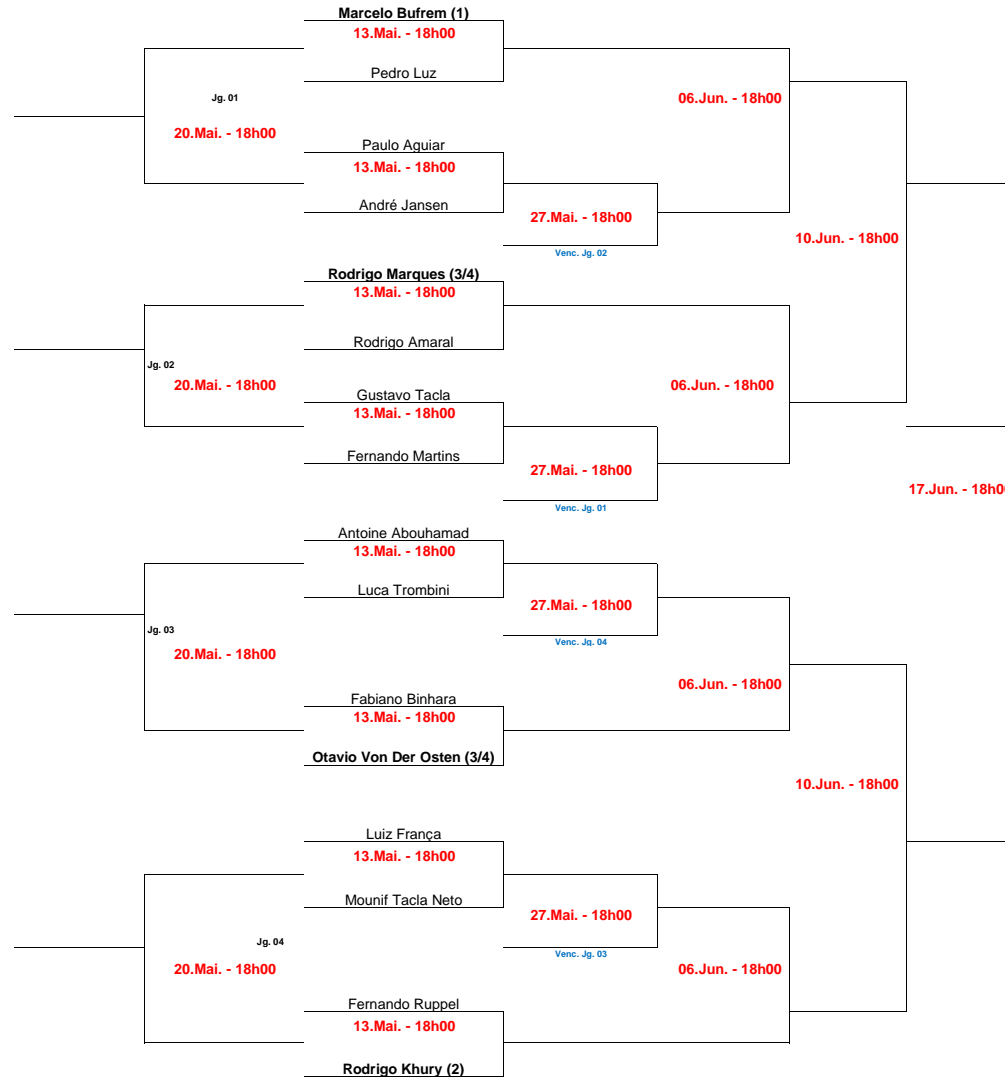 Marcelo Bufrem (1)
13.Mai. - 18h00
Pedro Luz
Jg. 01
06.Jun. - 18h00
20.Mai. - 18h00
Paulo Aguiar
13.Mai. - 18h00
André Jansen
27.Mai. - 18h00
10.Jun. - 18h00
Venc. Jg. 02
Rodrigo Marques (3/4)
13.Mai. - 18h00
Rodrigo Amaral
Jg. 02
20.Mai. - 18h00
06.Jun. - 18h00
Gustavo Tacla
13.Mai. - 18h00
Fernando Martins
27.Mai. - 18h00
17.Jun. - 18h0
Venc. Jg. 01
Antoine Abouhamad
13.Mai. - 18h00
Luca Trombini
27.Mai. - 18h00
Jg. 03
Venc. Jg. 04
20.Mai. - 18h00
06.Jun. - 18h00
Fabiano Binhara
13.Mai. - 18h00
Otavio Von Der Osten (3/4)
10.Jun. - 18h00
Luiz França
13.Mai. - 18h00
Mounif Tacla Neto
27.Mai. - 18h00
Jg. 04
Venc. Jg. 03
20.Mai. - 18h00
06.Jun. - 18h00
Fernando Ruppel
13.Mai. - 18h00
Rodrigo Khury (2)